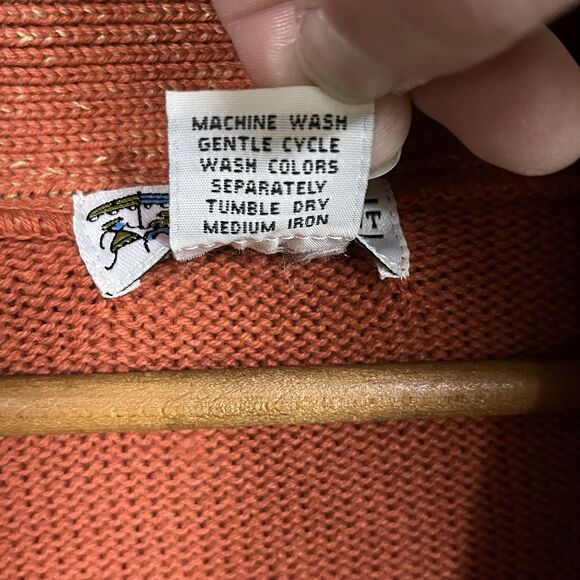 MACHINE WASH
GENTLE CYCLE
WASH COLORS
SEPARATELY
TUMBLE DRY
MEDIUM IRON
T